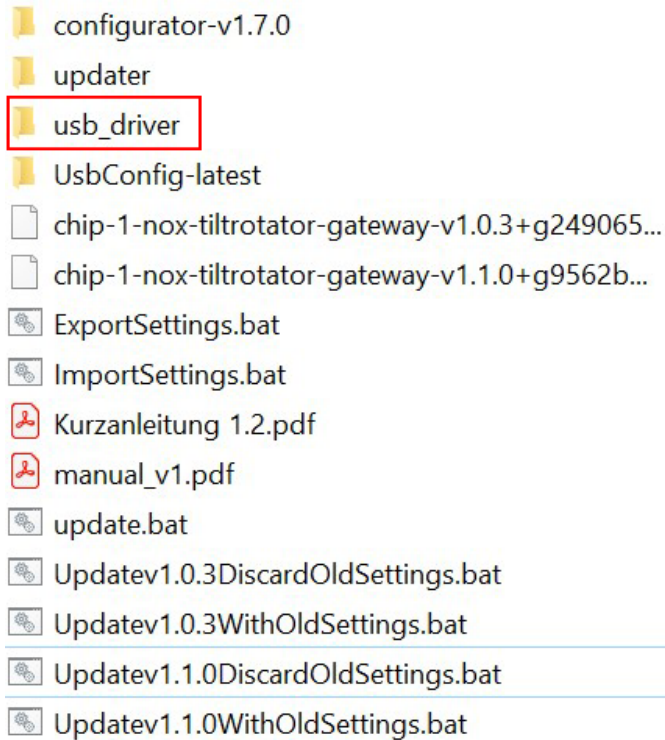 configurator-v1.7.0
updater
usb_driver
UsbConfig-latest
chip-1-nox-tiltrotator-gateway-v1.0.3+g249065...
chip-1-nox-tiltrotator-gateway-v1.1.0+g9562b...
ExportSettings.bat
ImportSettings.bat
Kurzanleitung 1.2.pdf
manual_v1.pdf
update.bat
Updatev1.0.3DiscardOldSettings.bat
Updatev1.0.3WithOldSettings.bat
Updatev1.1.0DiscardOldSettings.bat
Updatev1.1.0WithOldSettings.bat